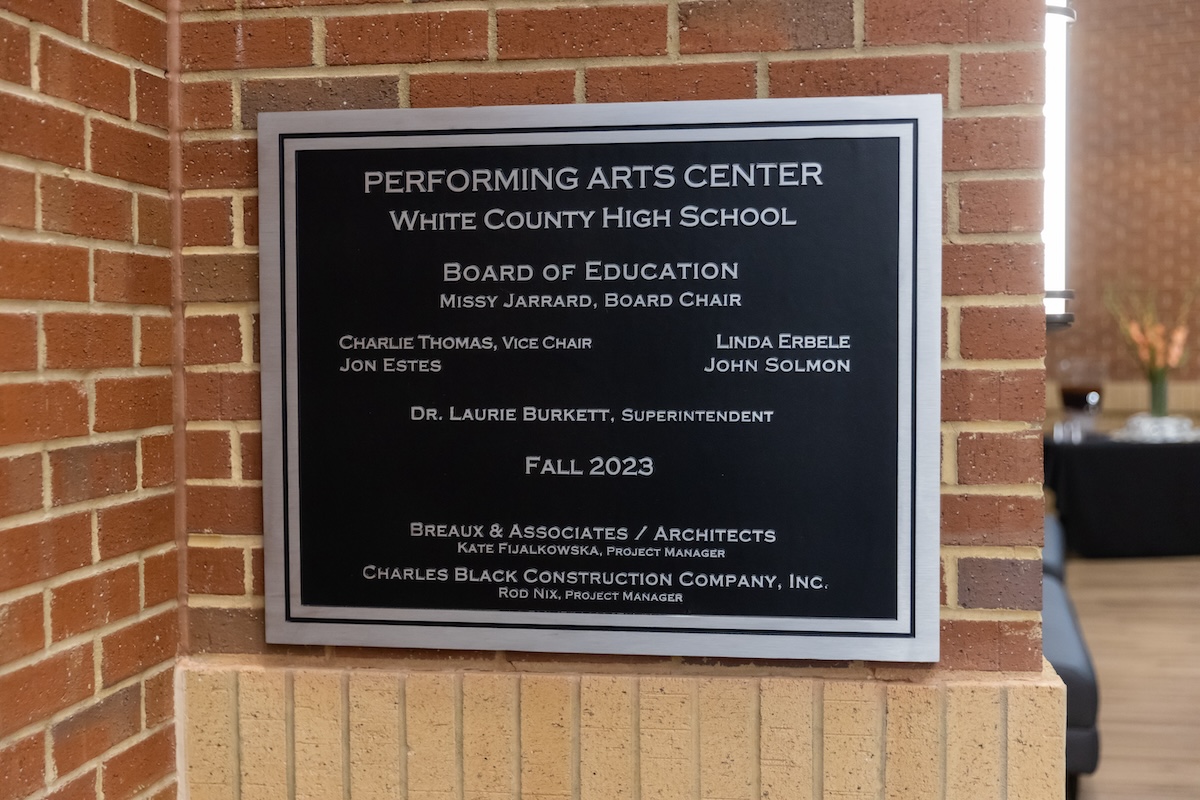 PERFORMING ARTS CENTER
WHITE COUNTY HIGH SCHOOL
BOARD OF EDUCATION
MISSY JARRARD, BOARD CHAIR
CHARLIE THOMAS, VICE CHAIR
LINDA ERBELE
JON ESTES
JOHN SOLMON
DR. LAURIE BURKETT, SUPERINTENDENT
FALL 2023
BREAUX & ASSOCIATES / ARCHITECTS
KATE FIJALKOWSKA, PROJECT MANAGER
CHARLES BLACK CONSTRUCTION COMPANY, INC.
ROD NIX, PROJECT MANAGER